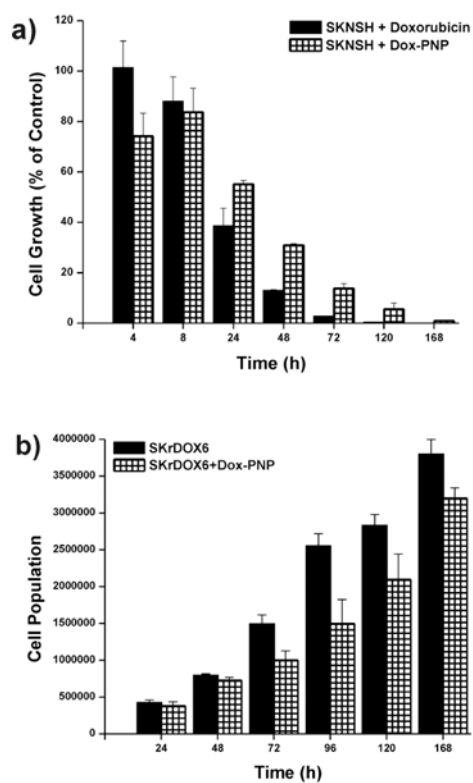 a)
SKNSH + Doxorubicin
SKNSH + Dox-PNP
Cell Growth (% of Control)
120
100
80
60
40
20
0
4 8 24 48 72 120 168
Time (h)
b)
SKrDOX6
SKrDOX6+Dox-PNP
Cell Population
4000000
3500000
3000000
2500000
2000000
1500000
1000000
500000
0
24 48 72 96 120 168
Time (h)